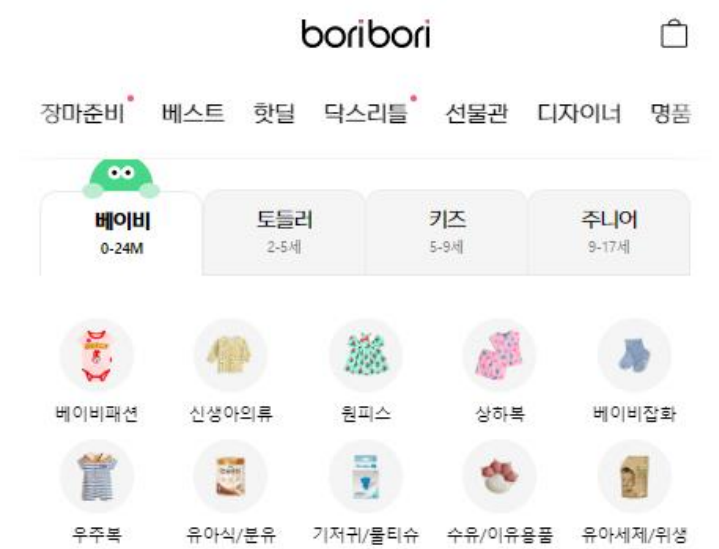 boribori
장마준비 베스트 핫딜 닥스리틀 선물관 디자이너 명품
베이비 토들러 키즈 주니어
0-24M 2-5세 5-9세 9-17세
베이비패션 신생아의류 원피스 상하복 베이비잡화
우주복 유아식/분유 기저귀/물티슈 수유/이유용품 유아세제/위생